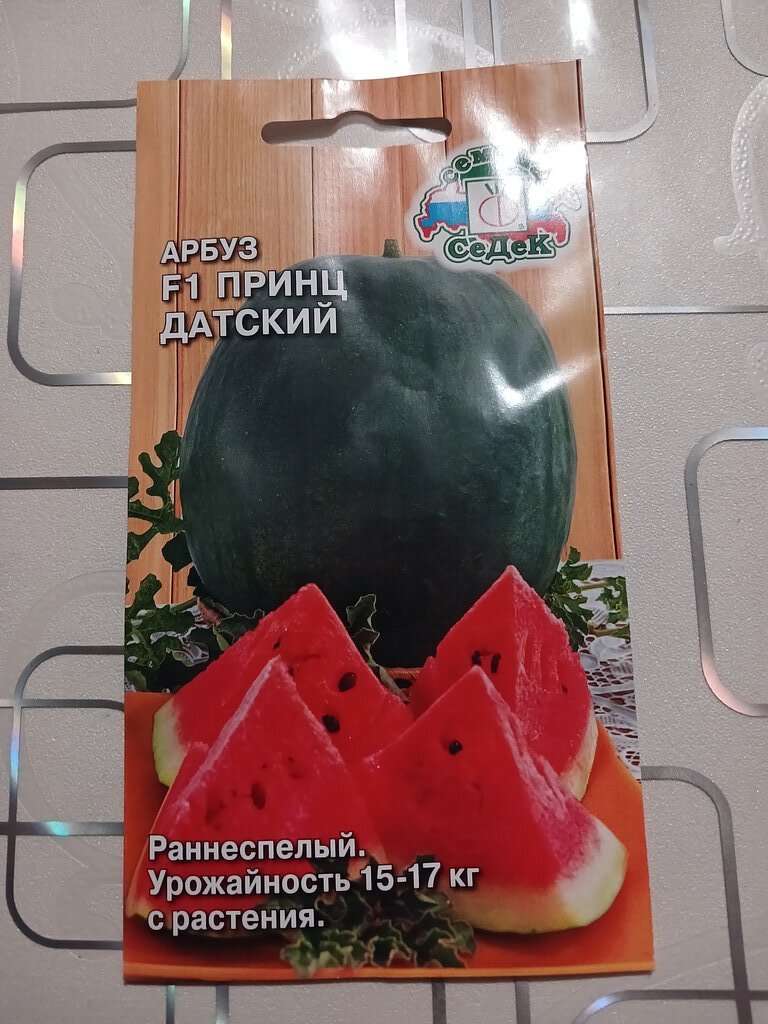 СеДеК
АРБУЗ
F1 ПРИНЦ
ДАТСКИЙ
Раннеспелый.
Урожайность 15-17 кг
с растения.